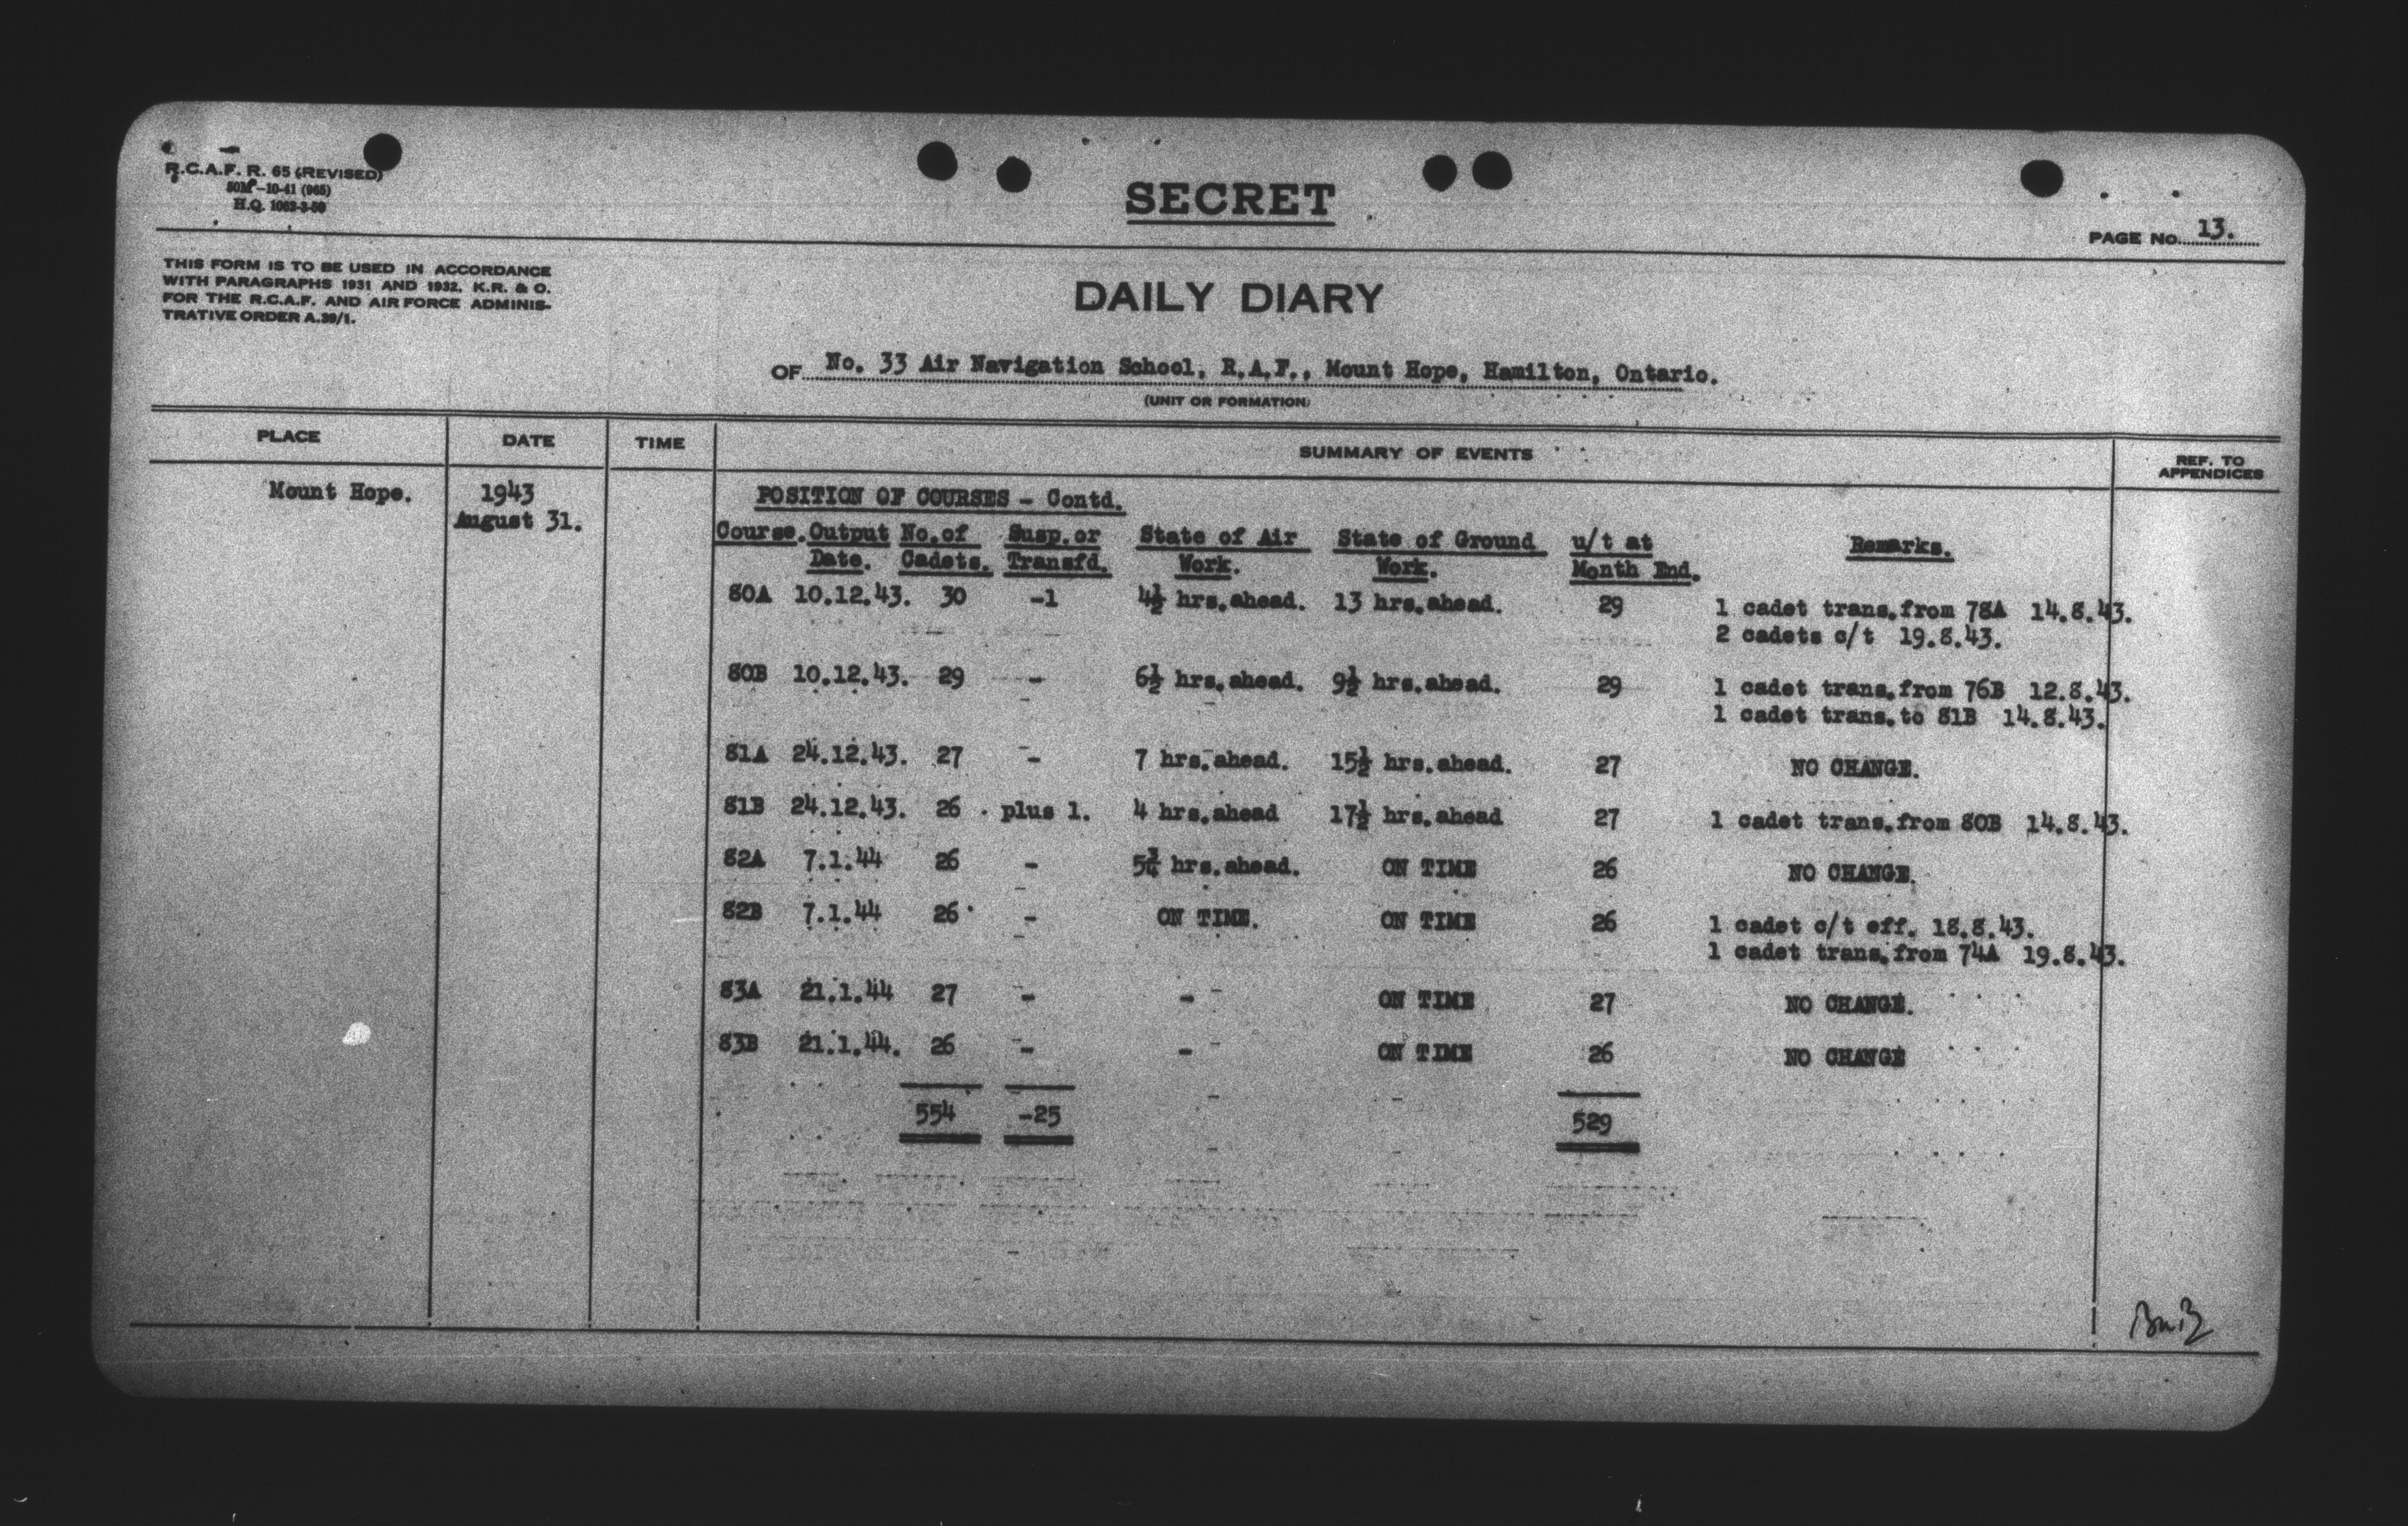 R.C.A.F. R. 65 (REVISED)
50M–10-41 (965)
H.Q. 1062-3-50
SECRET
PAGE No. 13.
THIS FORM IS TO BE USED IN ACCORDANCE
WITH PARAGRAPHS 1931 AND 1932, K.R. & O.
FOR THE R.C.A.F. AND AIR FORCE ADMINIS-
TRATIVE ORDER A.39/1.
DAILY DIARY
OF No. 33 Air Navigation School, R.A.F., Mount Hope, Hamilton, Ontario.
(UNIT OR FORMATION)
PLACE DATE TIME SUMMARY OF EVENTS REF. TO APPENDICES
Mount Hope. 1943 POSITION OF COURSES - Contd.
August 31.
Course. Output No. of Susp. or State of Air State of Ground u/t at Remarks.
Date. Cadets. Transfd. Work. Work. Month End.
80A 10.12.43. 30 -1 4½ hrs. ahead. 13 hrs. ahead. 29 1 cadet trans. from 78A 14.8.43.
2 cadets c/t 19.8.43.
80B 10.12.43. 29 - 6½ hrs. ahead. 9½ hrs. ahead. 29 1 cadet trans. from 76B 12.8.43.
1 cadet trans. to 81B 14.8.43.
81A 24.12.43. 27 - 7 hrs. ahead. 15½ hrs. ahead. 27 NO CHANGE.
81B 24.12.43. 26 plus 1. 4 hrs. ahead 17½ hrs. ahead 27 1 cadet trans. from 80B 14.8.43.
82A 7.1.44 26 - 5¾ hrs. ahead. ON TIME 26 NO CHANGE.
82B 7.1.44 26 - ON TIME. ON TIME 26 1 cadet c/t eff. 18.8.43.
1 cadet trans. from 74A 19.8.43.
83A 21.1.44 27 - - ON TIME 27 NO CHANGE.
83B 21.1.44. 26 - - ON TIME 26 NO CHANGE
554 -25 529